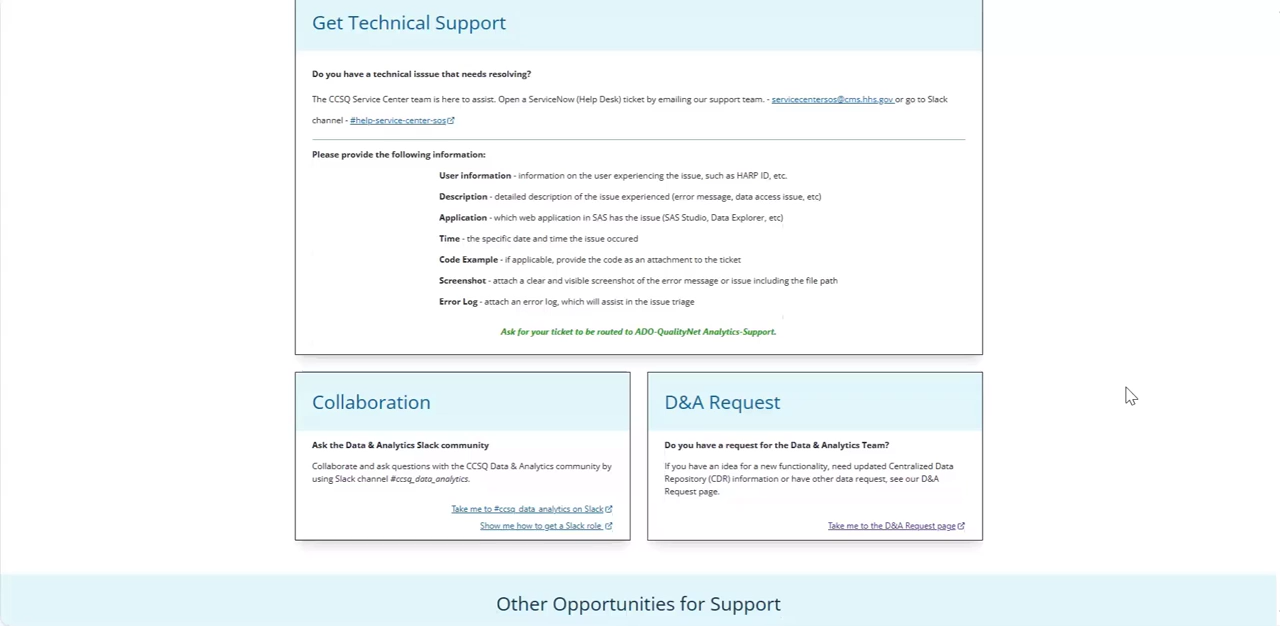 Get Technical Support
Do you have a technical isssue that needs resolving?
The CCSQ Service Center team is here to assist. Open a ServiceNow (Help Desk) ticket by emailing our support team. - servicecentersos@cms.hhs.gov or go to Slack
channel - #help-service-center-sos
Please provide the following information:
User information - information on the user experiencing the issue, such as HARP ID, etc.
Description - detailed description of the issue experienced (error message, data access issue, etc)
Application - which web application in SAS has the issue (SAS Studio, Data Explorer, etc)
Time - the specific date and time the issue occured
Code Example - if applicable, provide the code as an attachment to the ticket
Screenshot - attach a clear and visible screenshot of the error message or issue including the file path
Error Log - attach an error log, which will assist in the issue triage
Ask for your ticket to be routed to ADO-QualityNet Analytics-Support.
Collaboration
Ask the Data & Analytics Slack community
Collaborate and ask questions with the CCSQ Data & Analytics community by
using Slack channel #ccsq_data_analytics.
Take me to #ccsq_data_analytics on Slack
Show me how to get a Slack role
D&A Request
Do you have a request for the Data & Analytics Team?
If you have an idea for a new functionality, need updated Centralized Data
Repository (CDR) information or have other data request, see our D&A
Request page.
Take me to the D&A Request page
Other Opportunities for Support